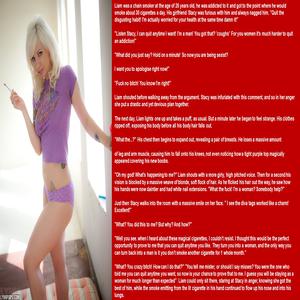 Liam was a chain smoker at the age of 26 years old, he was addicted to it and got to the point where he would
smoke about 35 cigarettes a day. His girlfriend Stacy was furious with him and always nagged him. "Quit the
disgusting habit! I'm actually worried for your health at the same time damn it!"
"Listen Stacy, I can quit anytime I want! I'm a man! You got that? *coughs* For you women it's much harder to quit
an addiction!"
"What did you just say? Hold on a minute! So now you are being sexist?
I want you to apologise right now!"
"Fuck no bitch! You know I'm right!"
Liam shouted before walking away from the argument. Stacy was infuriated with this comment; and so in her anger
she put a drastic and yet devious plan together.
The next day, Liam lights one up and takes a puff, as usual. But a minute later he began to feel strange. His clothes
ripped off, exposing his body before all his body hair falls out.
"What the...?" His chest then begins to expand out, revealing a pair of breasts. He loses a massive amount
of leg and arm muscle, causing him to fall onto his knees, not even noticing how a tight purple top magically
appeared covering his new boobs.
"Oh my god! What's happening to me?" Liam shouts with a more girly, high pitched voice. Then for a second his
vision is blocked by a massive weave of blonde, soft flock of hair. As he flicked his hair out the way, he saw how
his hands were now daintier and had white nail extensions. "What the fuck! I'm a woman? Somebody help?"
Just then Stacy walks into the room with a massive smile on her face. " I see the diva tags worked like a charm!
Excellent!"
"What! You did this to me? But why? And how?"
"Well you see, when I heard about these magical cigarettes, I couldn't resist. I thought this would be the perfect
opportunity to prove to me that you can quit anytime you like. They turn you into a woman, and the only way you
can turn back into a man is if you don't smoke another cigarette for 1 whole month."
"What? You crazy bitch! How can I do that?" "You tell me mister, or should I say missey? You were the one who
told me you can quit anytime you want, so now is your chance to prove that to me. I guess you will be staying as a
woman for much longer than expected!" Liam could only sit there, staring at Stacy in anger, knowing she got the
best of him, while the smoke emitting from the lit cigarette in his hand continued to flow up his nose and into his
lungs.